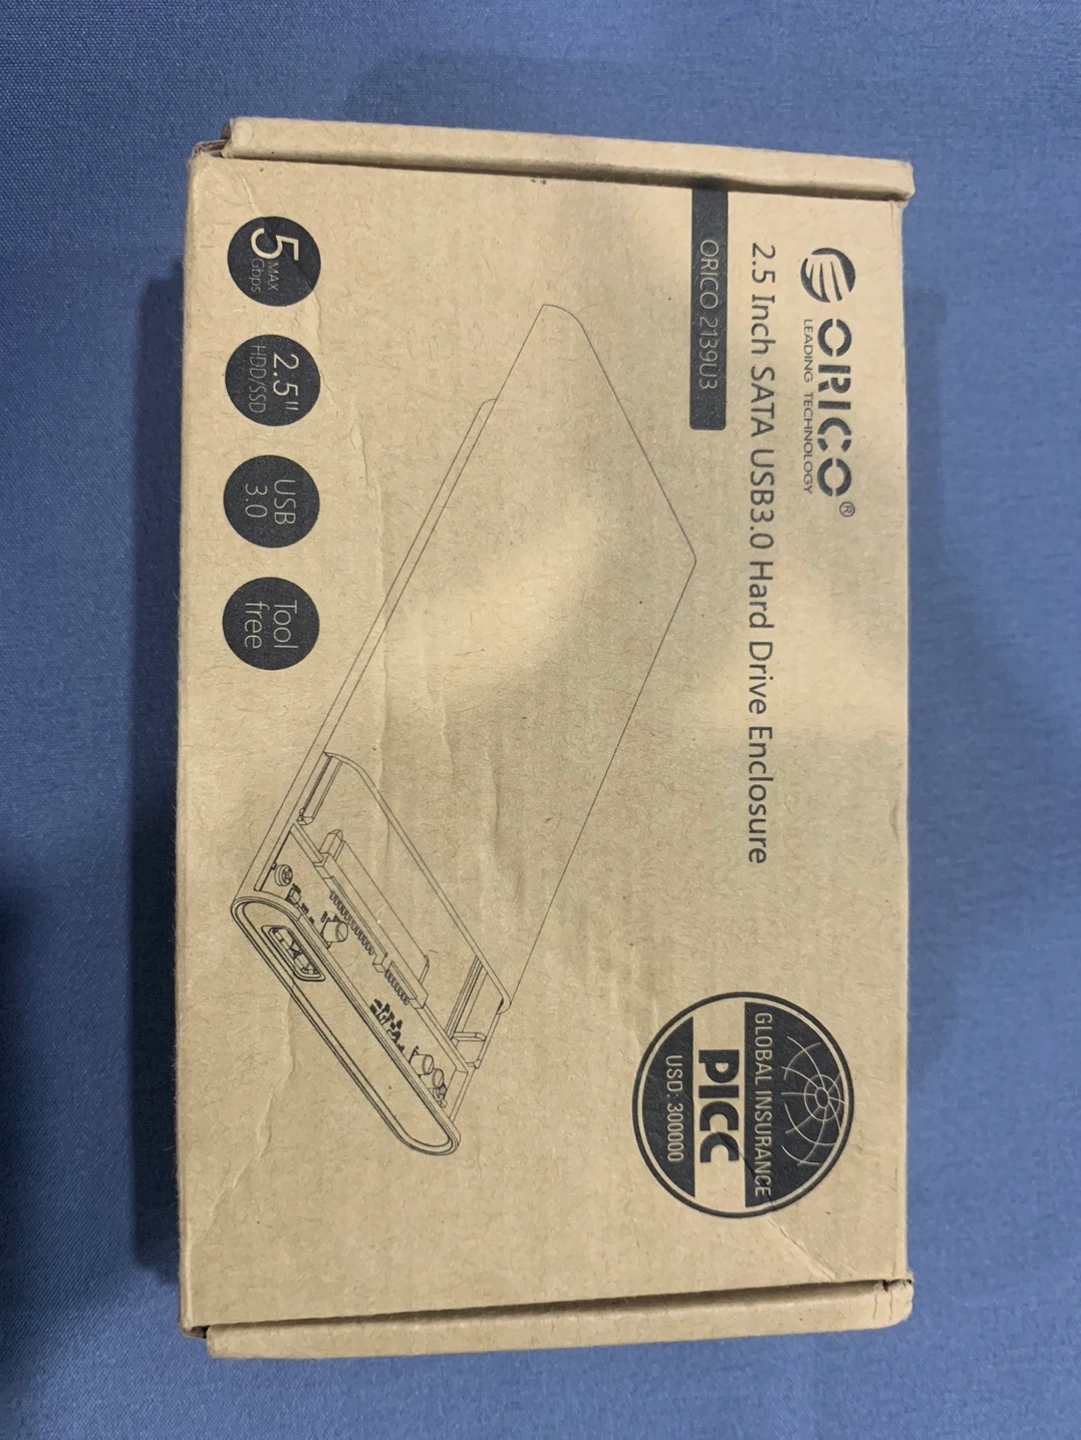 ORICO®
LEADING TECHNOLOGY
2.5 Inch SATA USB3.0 Hard Drive Enclosure
ORICO 2139U3
GLOBAL INSURANCE
PICC
USD: 300000
5 MAX
Gbps
2.5"
HDD/SSD
USB
3.0
Tool
free